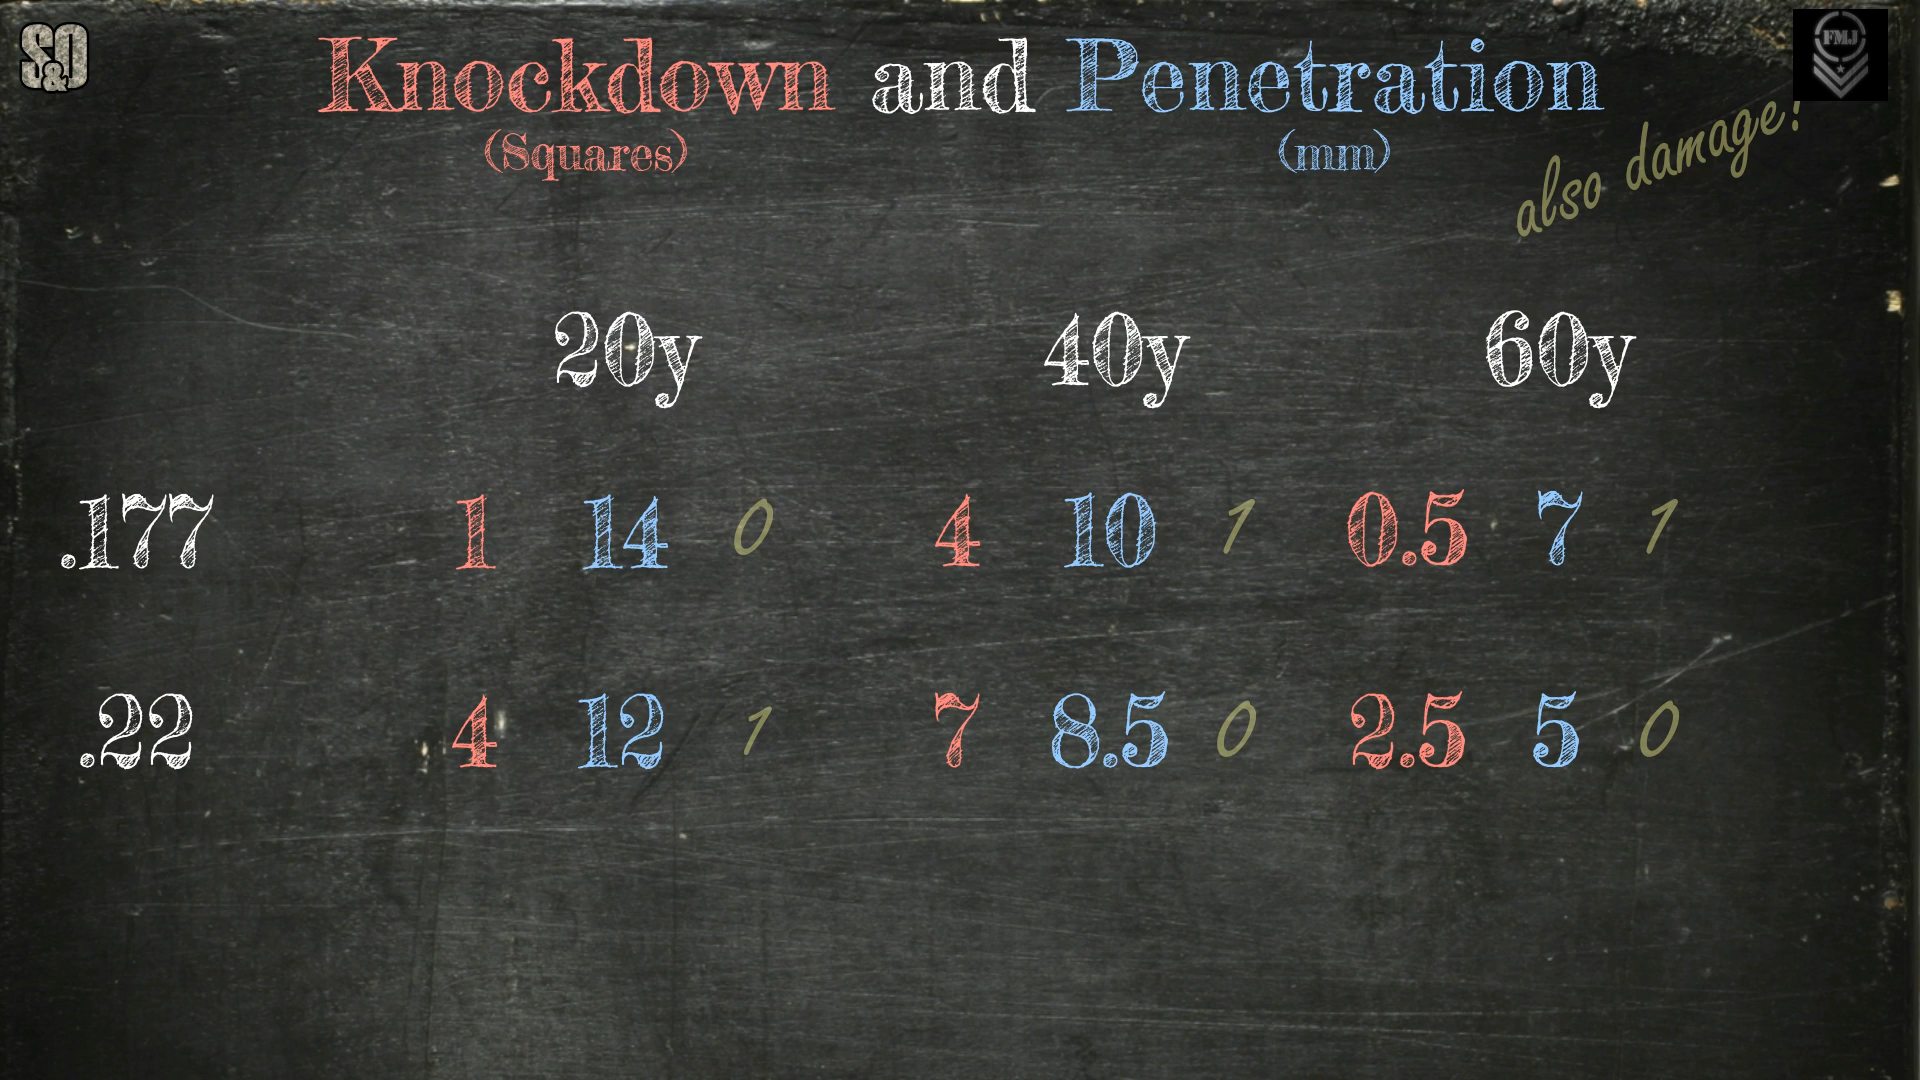 S&D
FMJ
Knockdown and Penetration
(Squares) (mm)
also damage!
20y 40y 60y
.177 1 14 0 4 10 1 0.5 7 1
.22 4 12 1 7 8.5 0 2.5 5 0